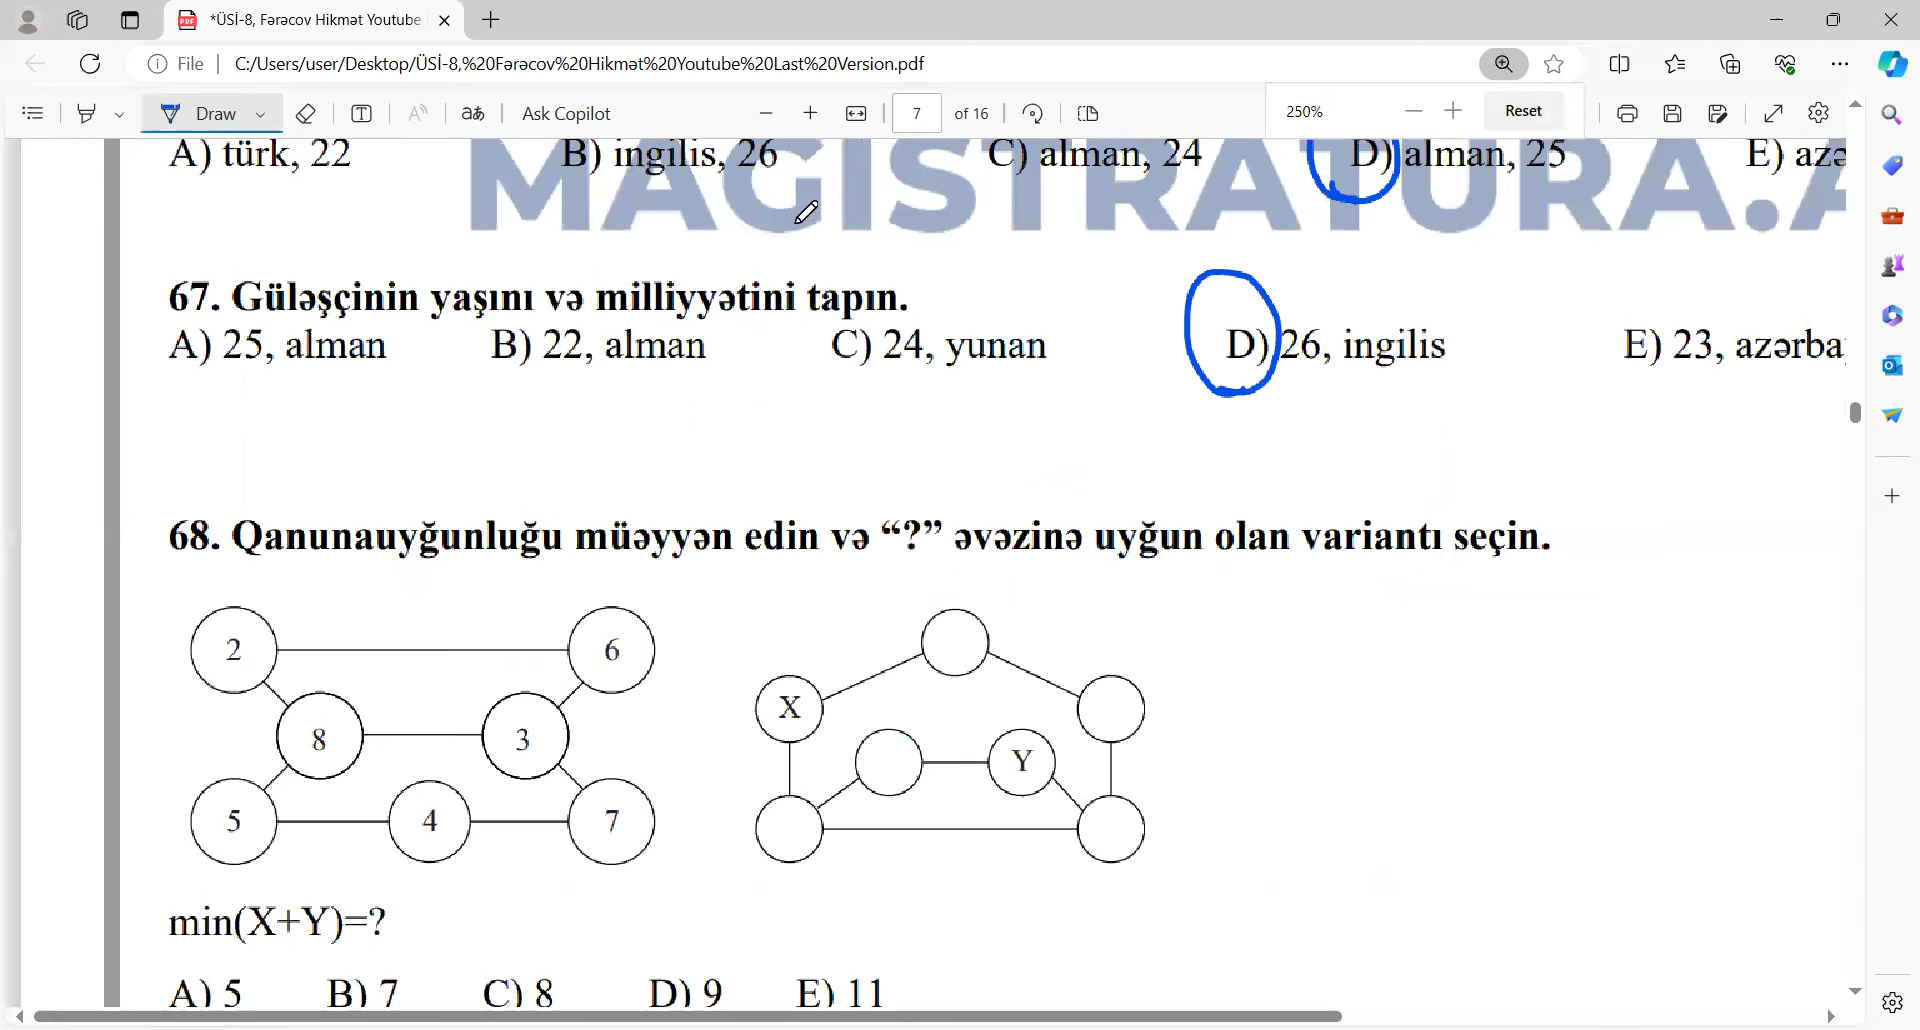 *ÜSİ-8, Fərəcov Hikmət Youtube
File | C:/Users/user/Desktop/ÜSİ-8,%20Fərəcov%20Hikmət%20Youtube%20Last%20Version.pdf
Draw T A aあ Ask Copilot 7 of 16 250% Reset
A) türk, 22 B) ingilis, 26 C) alman, 24 D) alman, 25 E) azə
MAGISTRATURA.A
67. Güləşçinin yaşını və milliyyətini tapın.
A) 25, alman B) 22, alman C) 24, yunan D) 26, ingilis E) 23, azərba
68. Qanunauyğunluğu müəyyən edin və “?” əvəzinə uyğun olan variantı seçin.
2 6
8 3
5 4 7
X
Y
min(X+Y)=?
A) 5 B) 7 C) 8 D) 9 E) 11